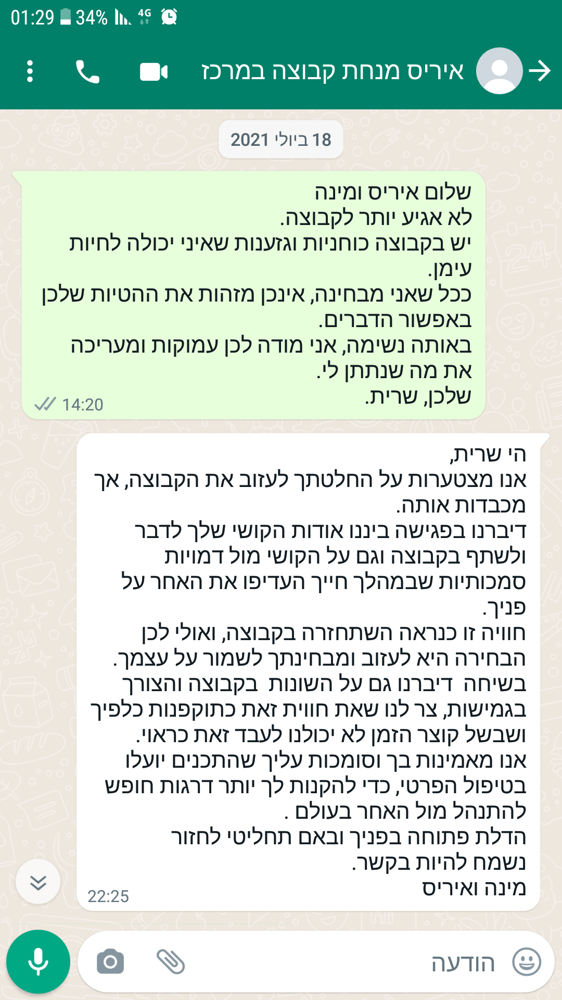 01:29 34% 4G
איריס מנחת קבוצה במרכז
18 ביולי 2021
שלום איריס ומינה
לא אגיע יותר לקבוצה.
יש בקבוצה כוחניות וגזענות שאיני יכולה לחיות
עימן.
ככל שאני מבחינה, אינכן מזהות את ההטיות שלכן
באפשור הדברים.
באותה נשימה, אני מודה לכן עמוקות ומעריכה
את מה שנתתן לי.
שלכן, שרית.
14:20
הי שרית,
אנו מצטערות על החלטתך לעזוב את הקבוצה, אך
מכבדות אותה.
דיברנו בפגישה ביננו אודות הקושי שלך לדבר
ולשתף בקבוצה וגם על הקושי מול דמויות
סמכותיות שבמהלך חייך העדיפו את האחר על
פניך.
חוויה זו כנראה השתחזרה בקבוצה, ואולי לכן
הבחירה היא לעזוב ומבחינתך לשמור על עצמך.
בשיחה  דיברנו גם על השונות  בקבוצה והצורך
בגמישות, צר לנו שאת חווית זאת כתוקפנות כלפיך
ושבשל קוצר הזמן לא יכולנו לעבד זאת כראוי.
אנו מאמינות בך וסומכות עליך שהתכנים יועלו
בטיפול הפרטי, כדי להקנות לך יותר דרגות חופש
להתנהל מול האחר בעולם .
הדלת פתוחה בפניך ובאם תחליטי לחזור
נשמח להיות בקשר.
מינה ואיריס
22:25
הודעה